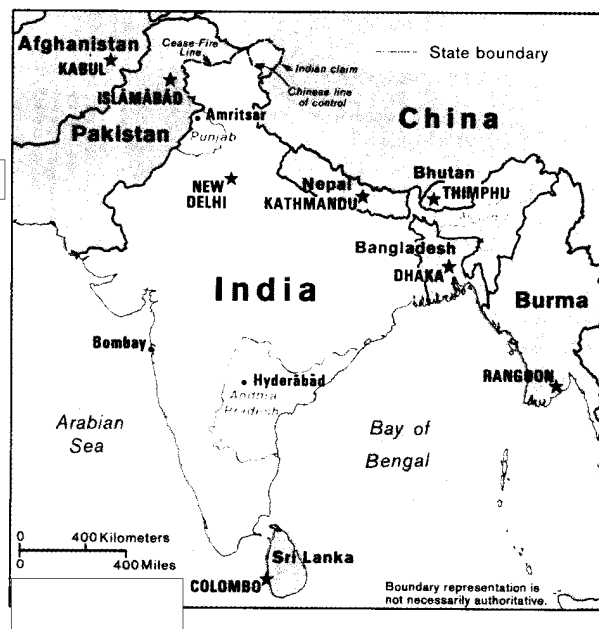 Afghanistan
KABUL
Cease-Fire
Line
Indian claim
Chinese line
of control
State boundary
ISLĀMĀBĀD
Amritsar
Pakistan
Punjab
China
NEW
DELHI
Nepal
KATHMANDU
Bhutan
THIMPHU
Bangladesh
DHAKA
India
Burma
Bombay
Hyderābād
Andhra
Pradesh
RANGOON
Arabian
Sea
Bay of
Bengal
0 400 Kilometers
0 400 Miles
Sri Lanka
COLOMBO
Boundary representation is
not necessarily authoritative.